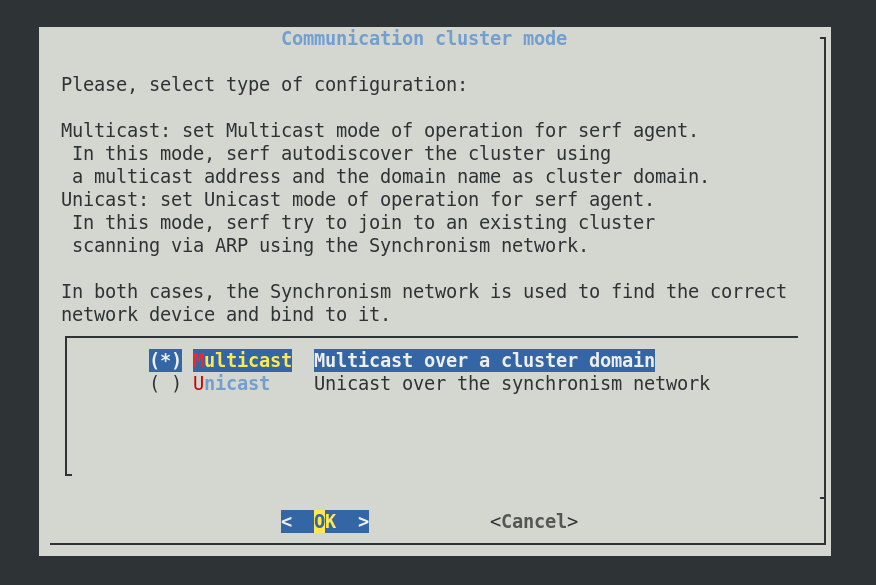 Communication cluster mode
Please, select type of configuration:
Multicast: set Multicast mode of operation for serf agent.
In this mode, serf autodiscover the cluster using
a multicast address and the domain name as cluster domain.
Unicast: set Unicast mode of operation for serf agent.
In this mode, serf try to join to an existing cluster
scanning via ARP using the Synchronism network.
In both cases, the Synchronism network is used to find the correct
network device and bind to it.
(*) Multicast  Multicast over a cluster domain
( ) Unicast    Unicast over the synchronism network
<  OK  >           <Cancel>